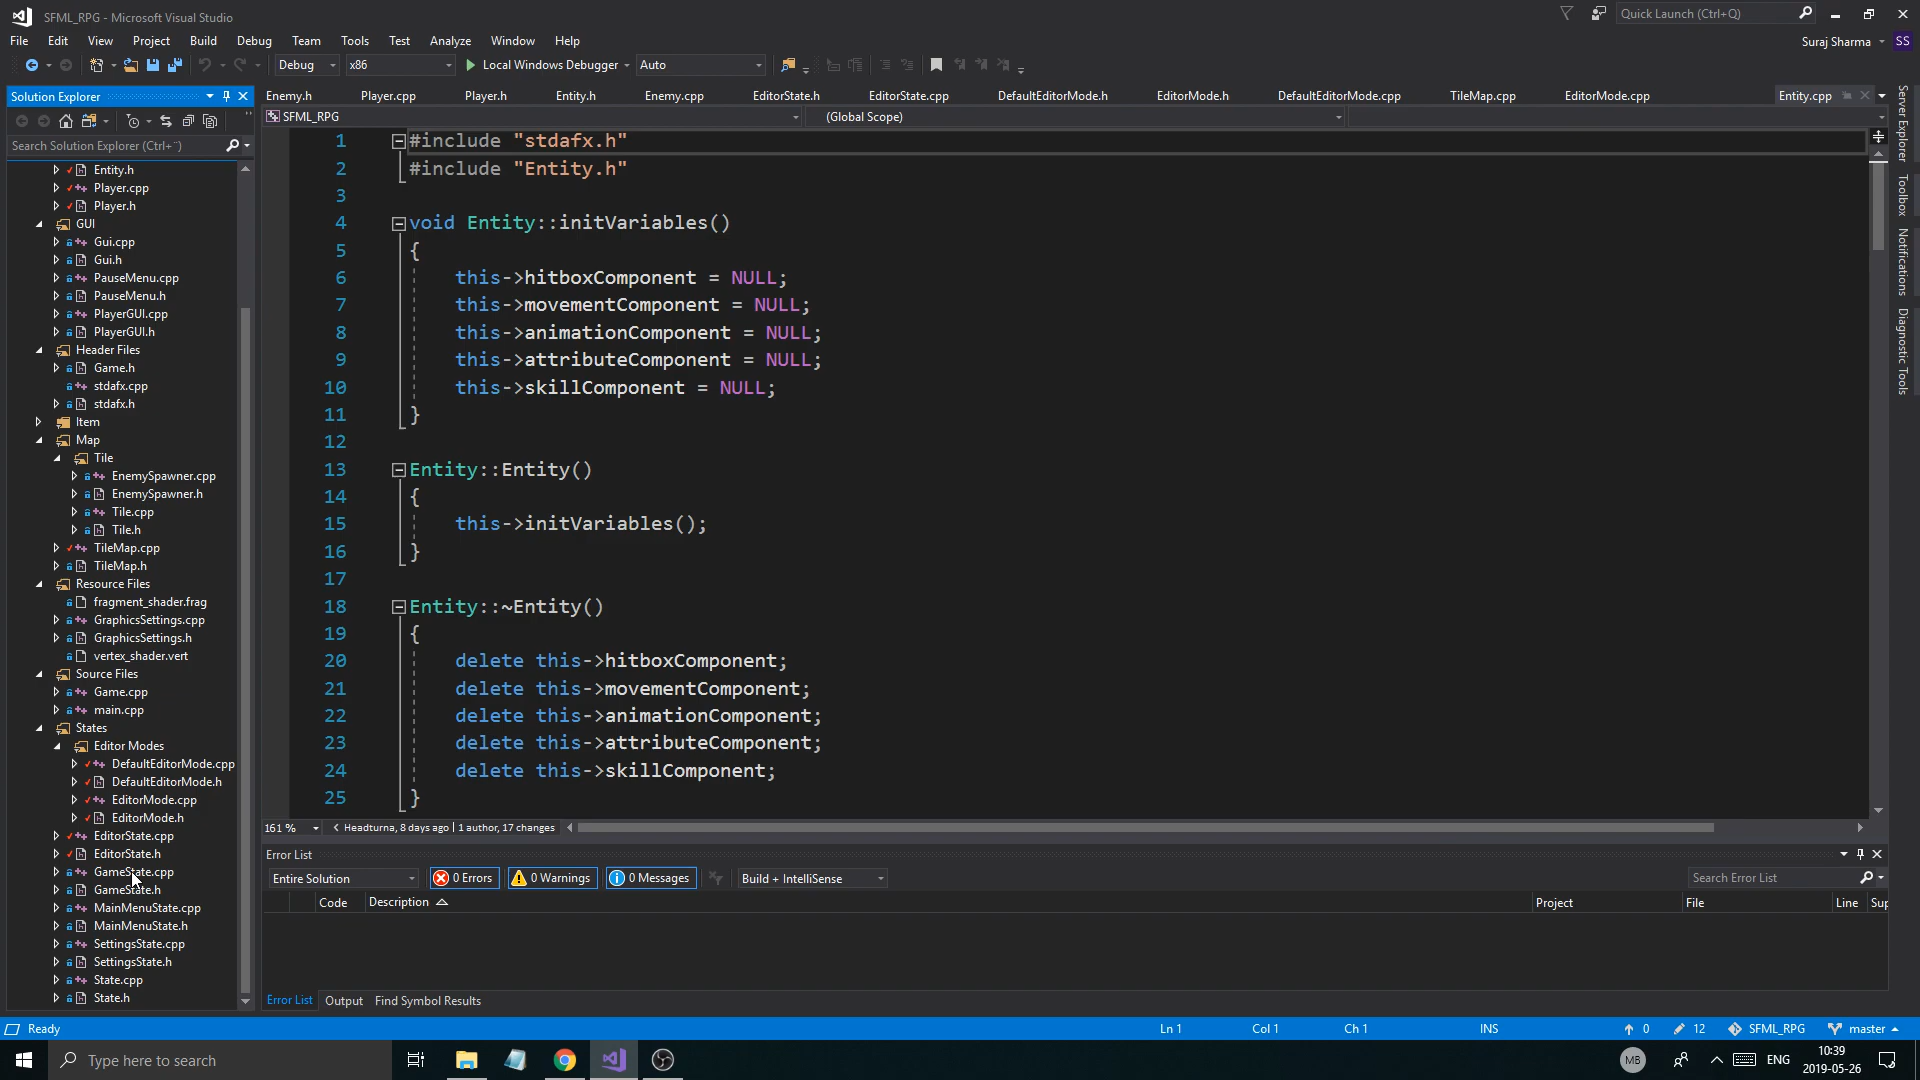 SFML_RPG - Microsoft Visual Studio
Quick Launch (Ctrl+Q)
File Edit View Project Build Debug Team Tools Test Analyze Window Help
Suraj Sharma SS
Debug x86 Local Windows Debugger Auto
Solution Explorer
Enemy.h Player.cpp Player.h Entity.h Enemy.cpp EditorState.h EditorState.cpp DefaultEditorMode.h EditorMode.h DefaultEditorMode.cpp TileMap.cpp EditorMode.cpp Entity.cpp
SFML_RPG (Global Scope)
Search Solution Explorer (Ctrl+¨)
Entity.h
Player.cpp
Player.h
GUI
Gui.cpp
Gui.h
PauseMenu.cpp
PauseMenu.h
PlayerGUI.cpp
PlayerGUI.h
Header Files
Game.h
stdafx.cpp
stdafx.h
Item
Map
Tile
EnemySpawner.cpp
EnemySpawner.h
Tile.cpp
Tile.h
TileMap.cpp
TileMap.h
Resource Files
fragment_shader.frag
GraphicsSettings.cpp
GraphicsSettings.h
vertex_shader.vert
Source Files
Game.cpp
main.cpp
States
Editor Modes
DefaultEditorMode.cpp
DefaultEditorMode.h
EditorMode.cpp
EditorMode.h
EditorState.cpp
EditorState.h
GameState.cpp
GameState.h
MainMenuState.cpp
MainMenuState.h
SettingsState.cpp
SettingsState.h
State.cpp
State.h
1 #include "stdafx.h"
2 #include "Entity.h"
3
4 void Entity::initVariables()
5 {
6 this->hitboxComponent = NULL;
7 this->movementComponent = NULL;
8 this->animationComponent = NULL;
9 this->attributeComponent = NULL;
10 this->skillComponent = NULL;
11 }
12
13 Entity::Entity()
14 {
15 this->initVariables();
16 }
17
18 Entity::~Entity()
19 {
20 delete this->hitboxComponent;
21 delete this->movementComponent;
22 delete this->animationComponent;
23 delete this->attributeComponent;
24 delete this->skillComponent;
25 }
Server Explorer
Toolbox
Notifications
Diagnostic Tools
161 % Headturna, 8 days ago | 1 author, 17 changes
Error List
Entire Solution 0 Errors 0 Warnings 0 Messages Build + IntelliSense Search Error List
Code Description Project File Line Sup
Error List Output Find Symbol Results
Ready Ln 1 Col 1 Ch 1 INS 0 12 SFML_RPG master
Type here to search
MB ENG 10:39
2019-05-26